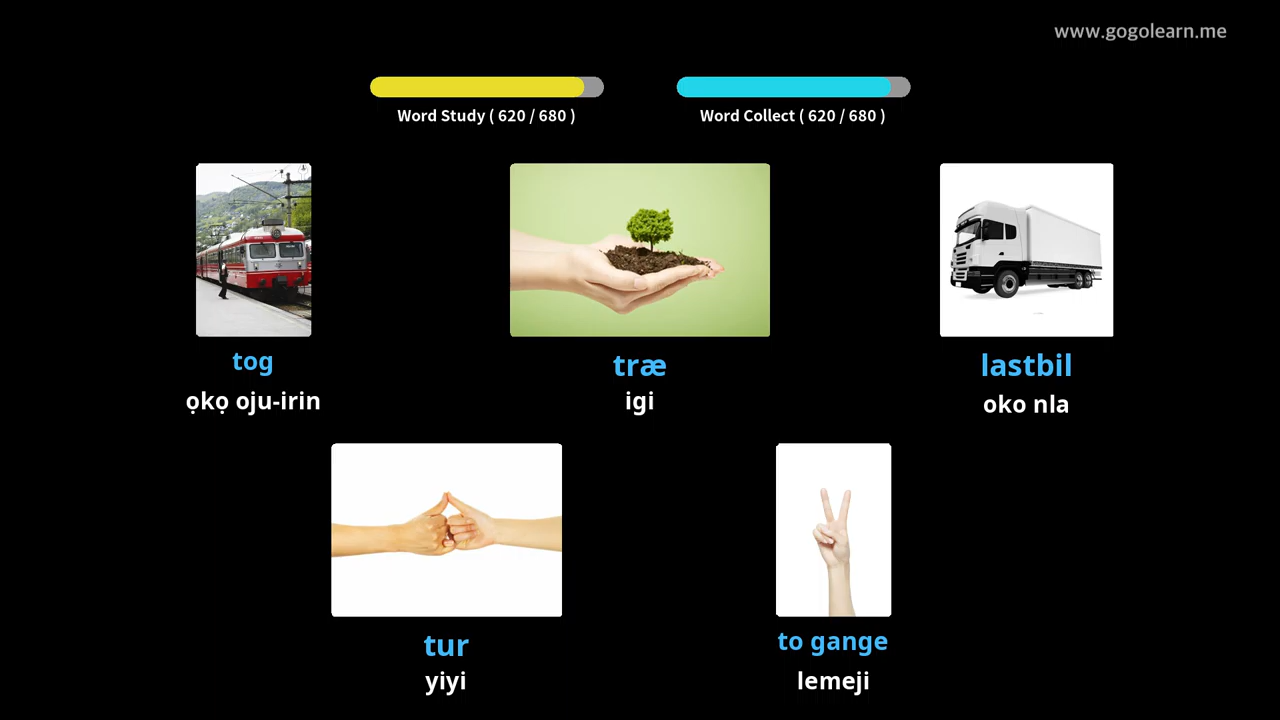 www.gogolearn.me
Word Study ( 620 / 680 )
Word Collect ( 620 / 680 )
tog
ọkọ oju-irin
træ
igi
lastbil
oko nla
tur
yiyi
to gange
lemeji